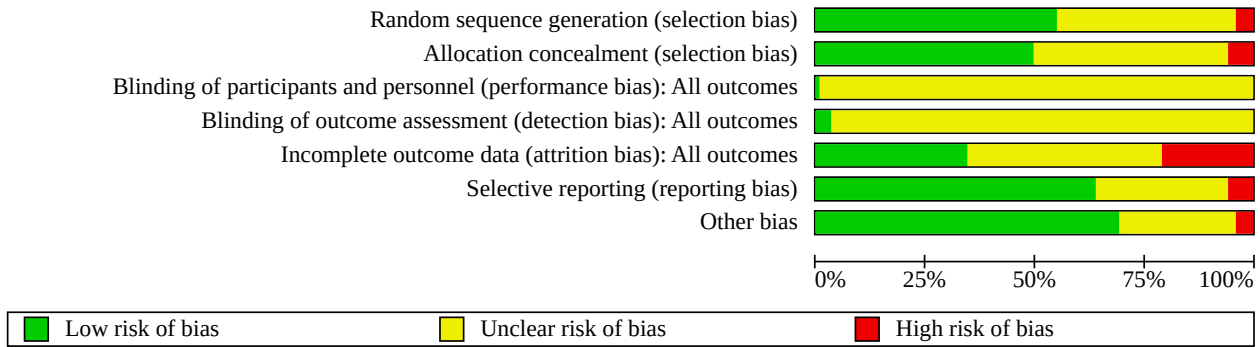 Random sequence generation (selection bias)
Allocation concealment (selection bias)
Blinding of participants and personnel (performance bias): All outcomes
Blinding of outcome assessment (detection bias): All outcomes
Incomplete outcome data (attrition bias): All outcomes
Selective reporting (reporting bias)
Other bias
0% 25% 50% 75% 100%
Low risk of bias Unclear risk of bias High risk of bias